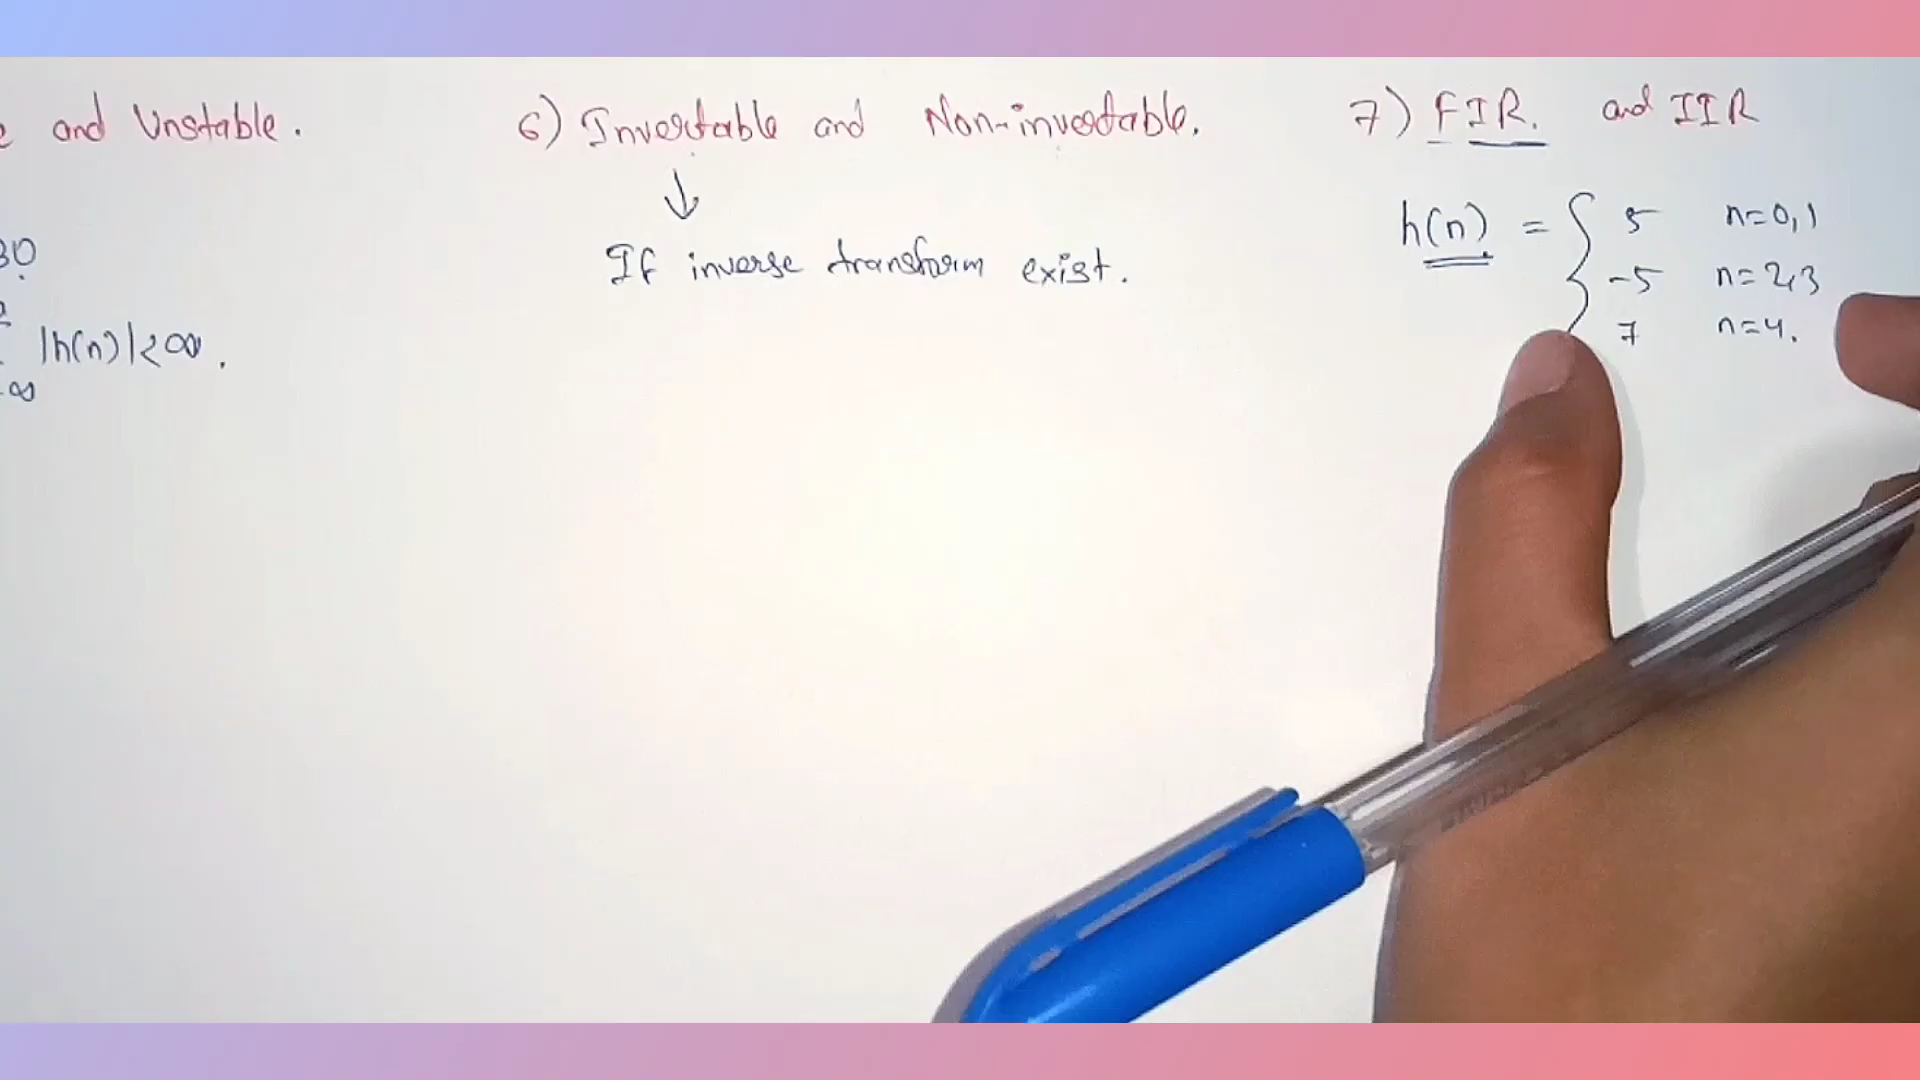 and Unstable.
BO
|h(n)|<∞.
-∞
6) Invertable and Non-invertable.
↓
If inverse transform exist.
7) FIR. and IIR
h(n) = { 5 n=0,1
-5 n=2,3
7 n=4.